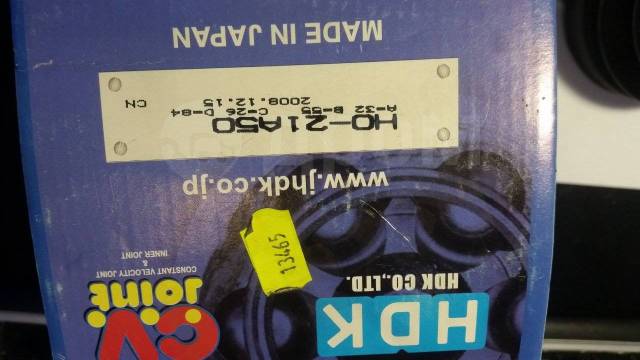 HDK
HDK CO.,LTD.
CV
Joint
CONSTANT VELOCITY JOINT
&
INNER JOINT
13465
www.jhdk.co.jp
HO-21A50
A-32 B-55 C-26 D-84
2008.12.15
CN
MADE IN JAPAN